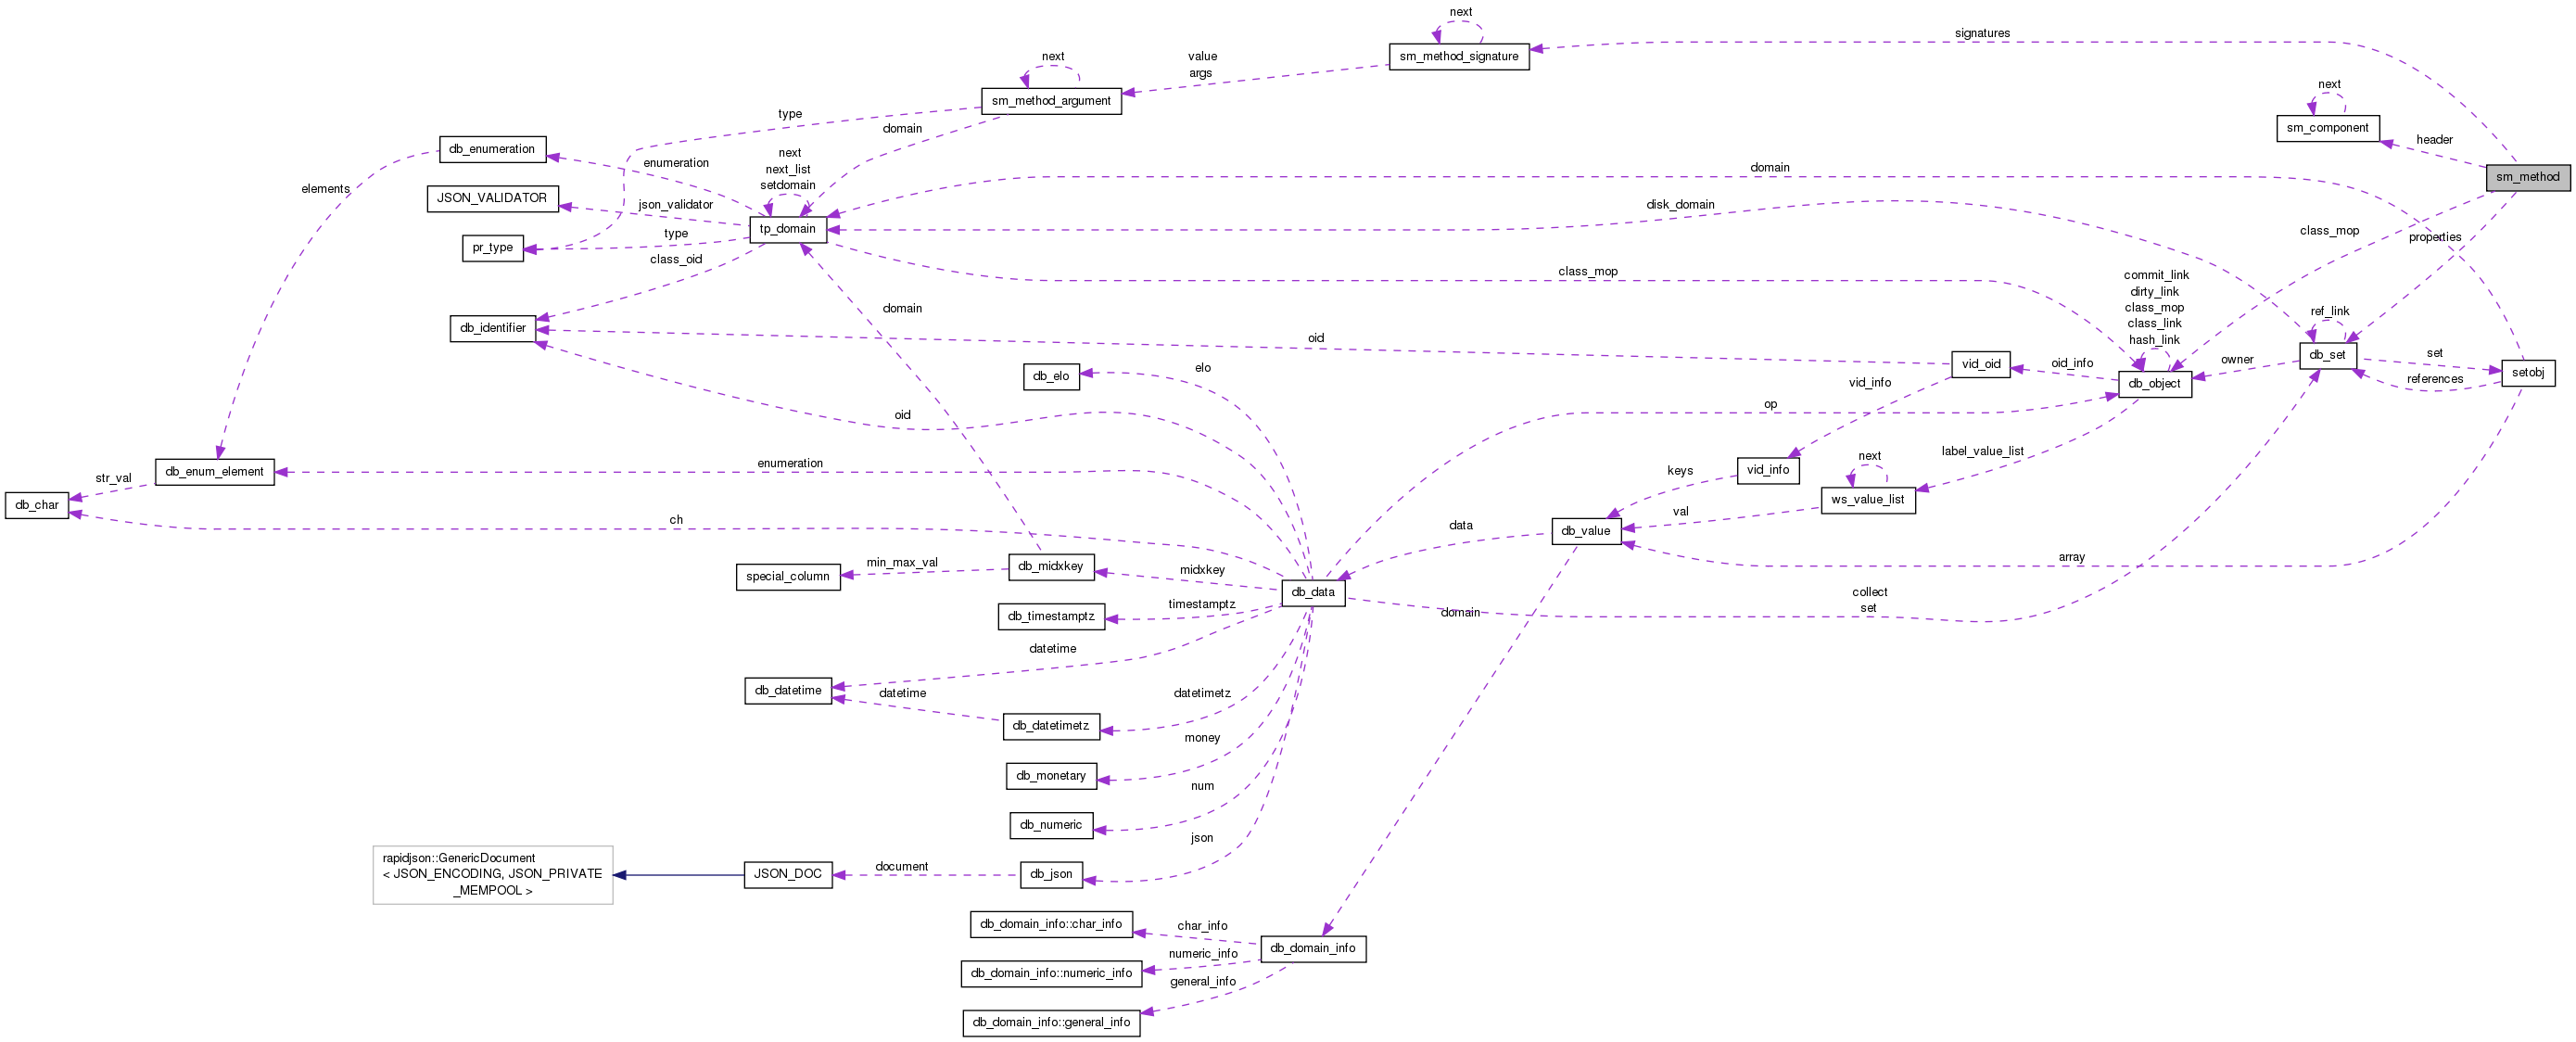 next
signatures
sm_method_signature
value
args
next
sm_method_argument
next
sm_component
header
sm_method
type
domain
db_enumeration
enumeration
next
next_list
setdomain
domain
elements
JSON_VALIDATOR
json_validator
disk_domain
tp_domain
type
pr_type
class_mop
properties
class_oid
class_mop
commit_link
dirty_link
class_mop
class_link
hash_link
domain
ref_link
db_identifier
oid
vid_oid
oid_info
db_object
owner
db_set
set
references
setobj
elo
db_elo
vid_info
op
oid
label_value_list
enumeration
db_enum_element
keys
vid_info
next
ws_value_list
str_val
db_char
ch
data
db_value
val
array
min_max_val
special_column
db_midxkey
midxkey
db_data
collect
set
domain
timestamptz
db_timestamptz
datetime
db_datetime
datetime
datetimetz
db_datetimetz
money
db_monetary
num
db_numeric
json
rapidjson::GenericDocument
< JSON_ENCODING, JSON_PRIVATE
_MEMPOOL >
JSON_DOC
document
db_json
db_domain_info::char_info
char_info
db_domain_info
numeric_info
db_domain_info::numeric_info
general_info
db_domain_info::general_info